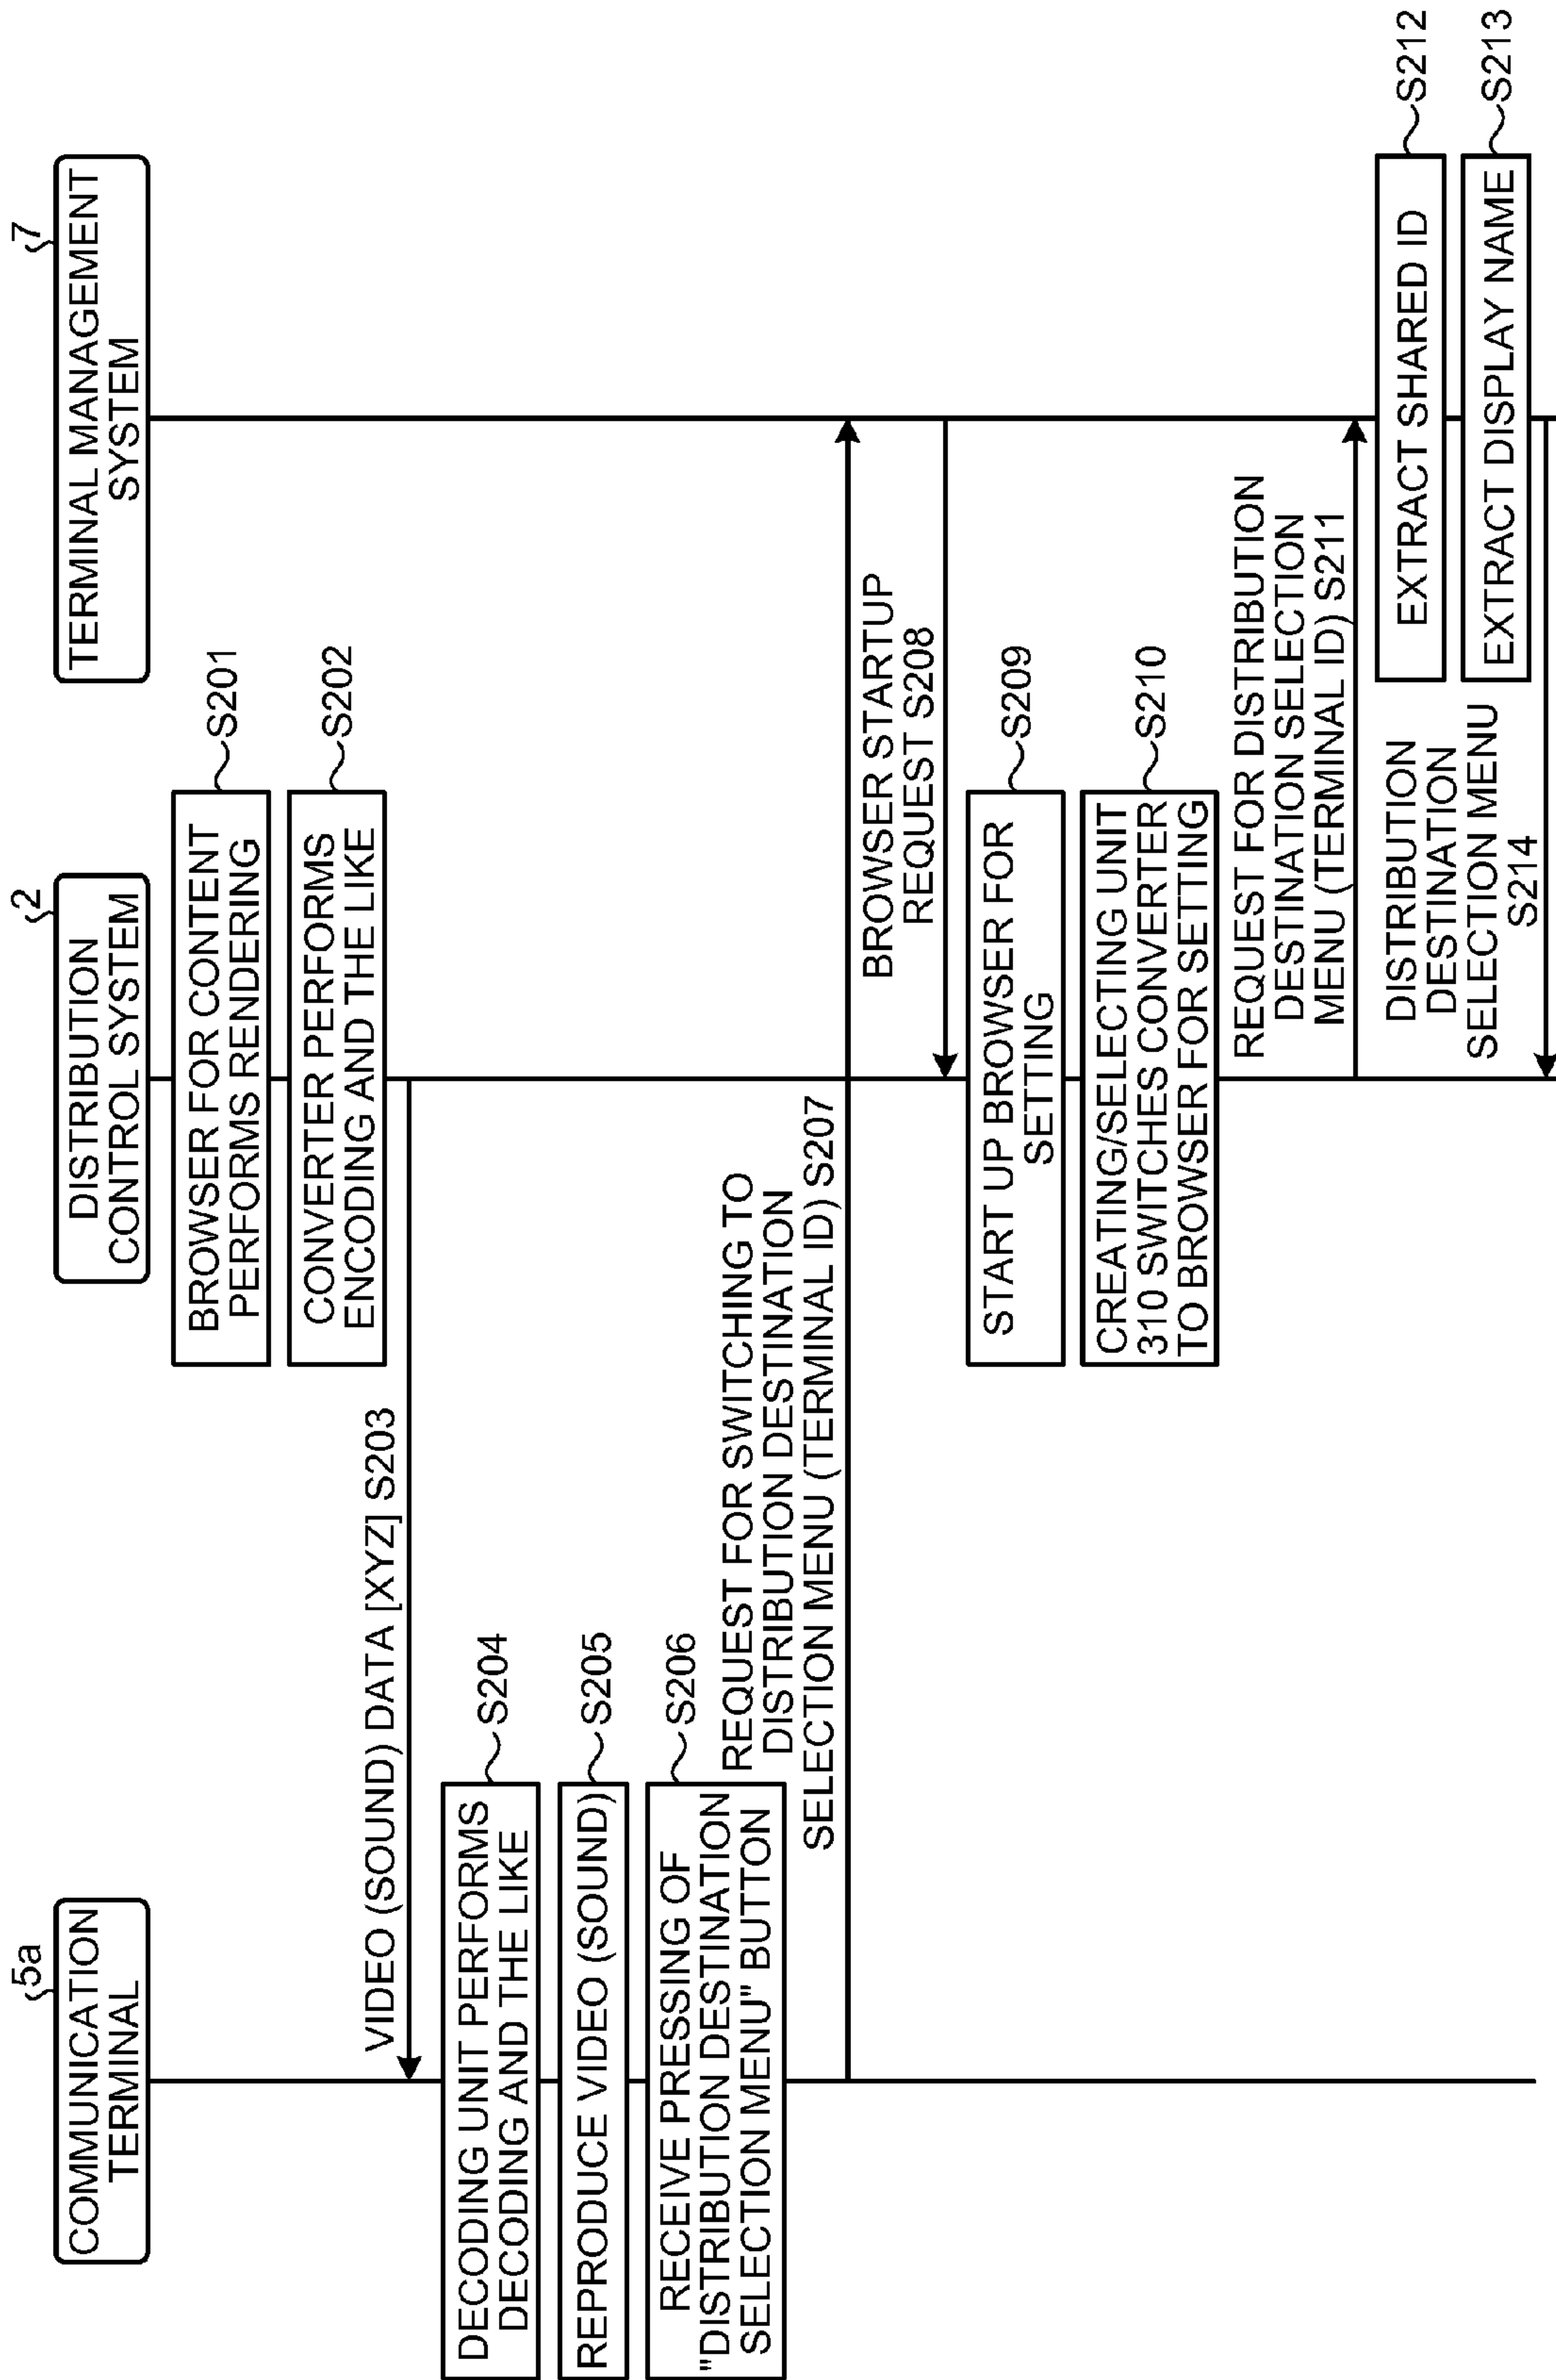 5a
COMMUNICATION
TERMINAL
2
DISTRIBUTION
CONTROL SYSTEM
7
TERMINAL MANAGEMENT
SYSTEM
BROWSER FOR CONTENT
PERFORMS RENDERING
S201
CONVERTER PERFORMS
ENCODING AND THE LIKE
S202
VIDEO (SOUND) DATA [XYZ] S203
DECODING UNIT PERFORMS
DECODING AND THE LIKE
S204
REPRODUCE VIDEO (SOUND)
S205
RECEIVE PRESSING OF
"DISTRIBUTION DESTINATION
SELECTION MENU" BUTTON
S206
REQUEST FOR SWITCHING TO
DISTRIBUTION DESTINATION
SELECTION MENU (TERMINAL ID) S207
BROWSER STARTUP
REQUEST S208
START UP BROWSER FOR
SETTING
S209
CREATING/SELECTING UNIT
310 SWITCHES CONVERTER
TO BROWSER FOR SETTING
S210
REQUEST FOR DISTRIBUTION
DESTINATION SELECTION
MENU (TERMINAL ID) S211
EXTRACT SHARED ID
S212
EXTRACT DISPLAY NAME
S213
DISTRIBUTION
DESTINATION
SELECTION MENU
S214